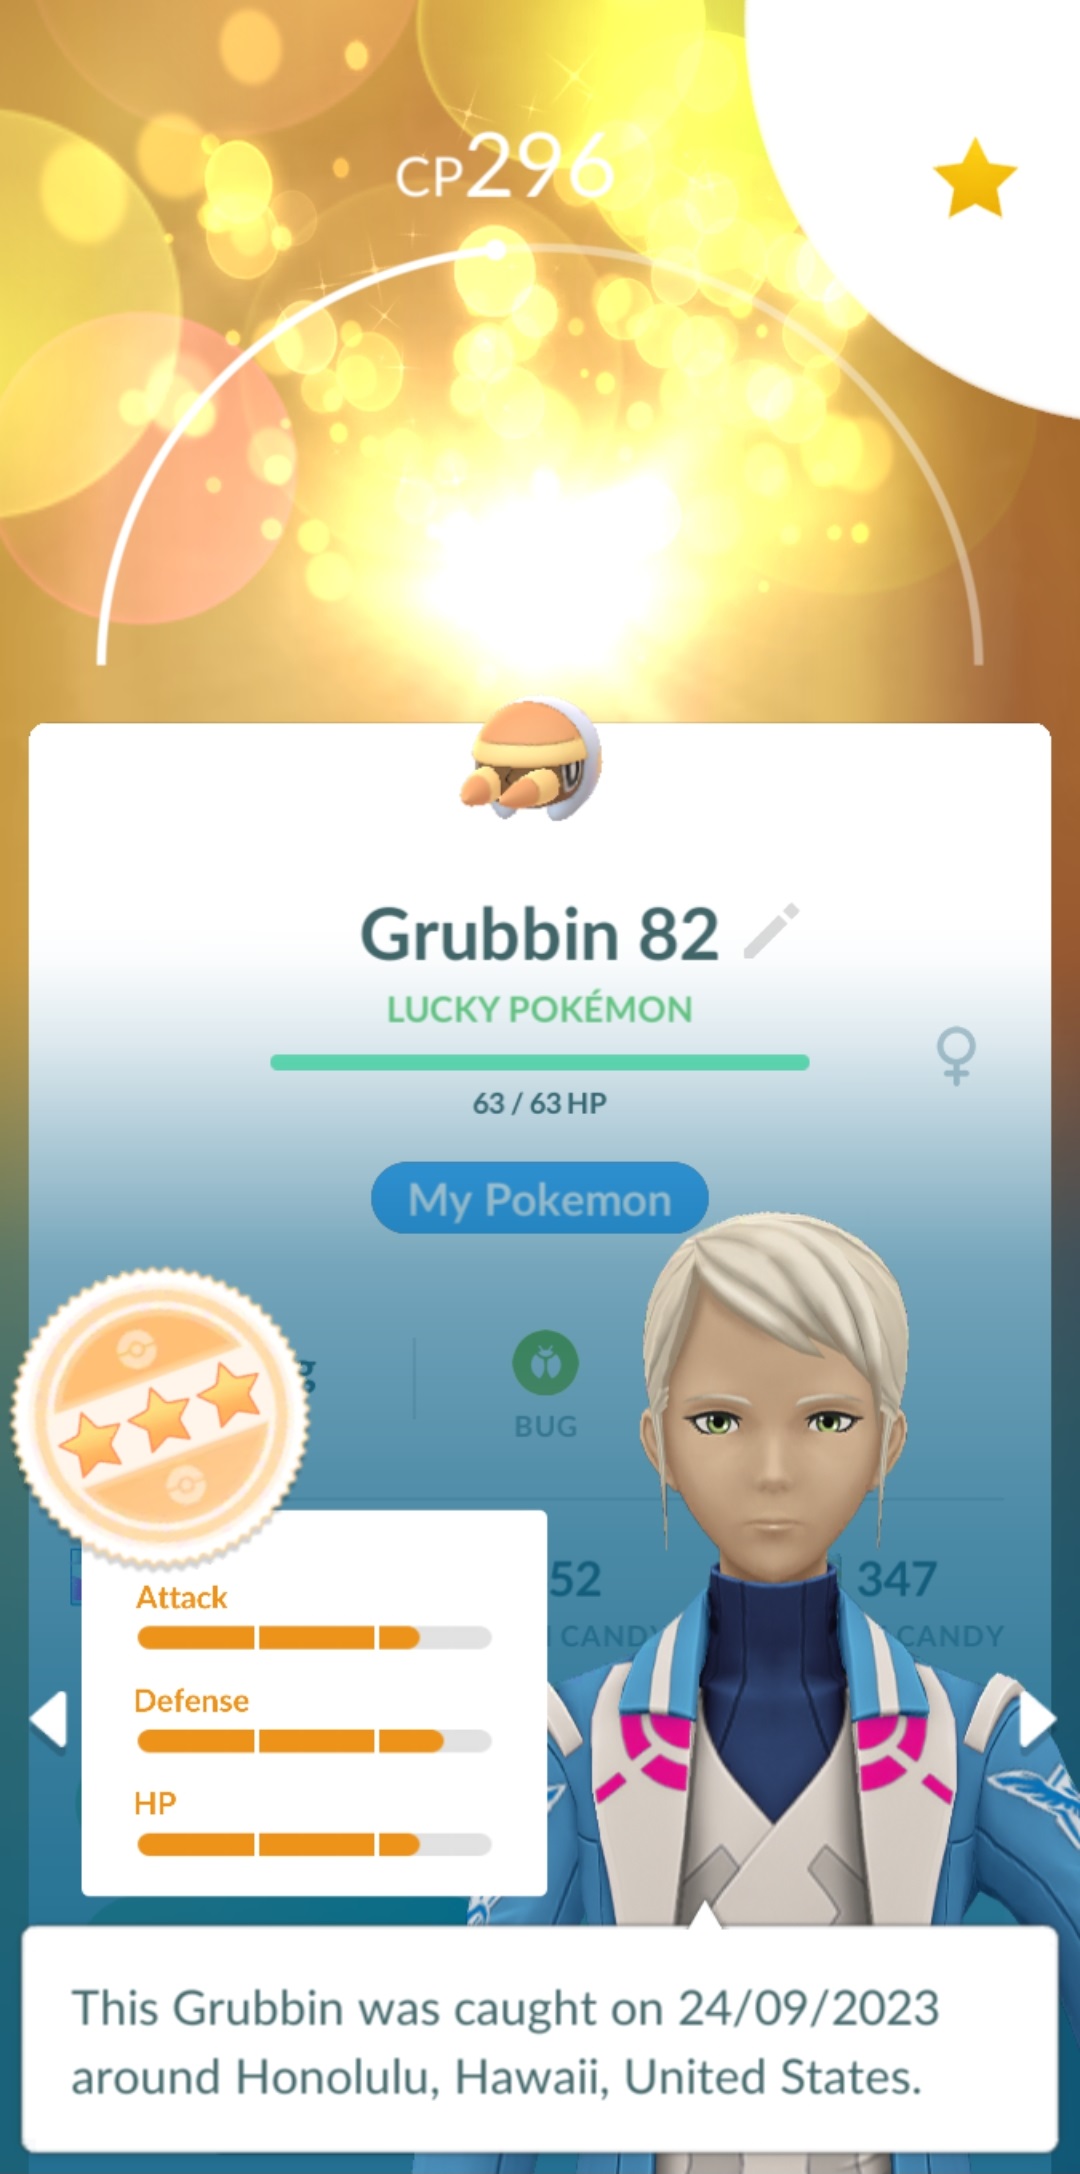 CP296
Grubbin 82
LUCKY POKÉMON
63 / 63 HP
My Pokemon
BUG
52
347
CANDY
CANDY
Attack
Defense
HP
This Grubbin was caught on 24/09/2023
around Honolulu, Hawaii, United States.